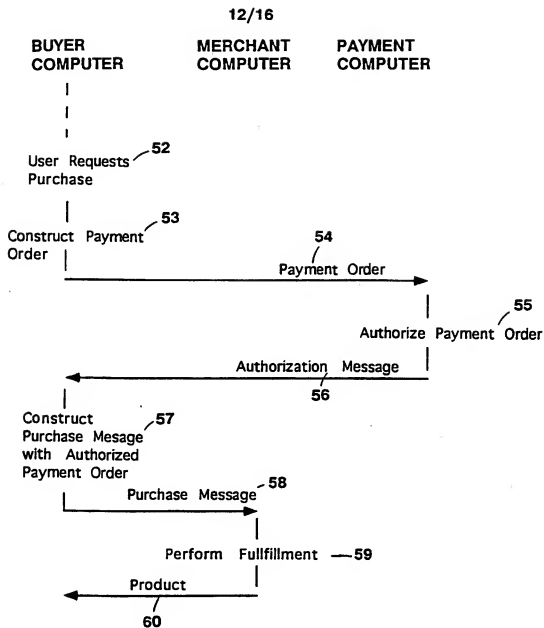 12/16
BUYER MERCHANT PAYMENT
COMPUTER COMPUTER COMPUTER
52
User Requests
Purchase
53
Construct Payment
Order
54
Payment Order
55
Authorize Payment Order
Authorization Message
56
Construct 57
Purchase Mesage
with Authorized
Payment Order
Purchase Message 58
Perform Fullfillment 59
Product
60